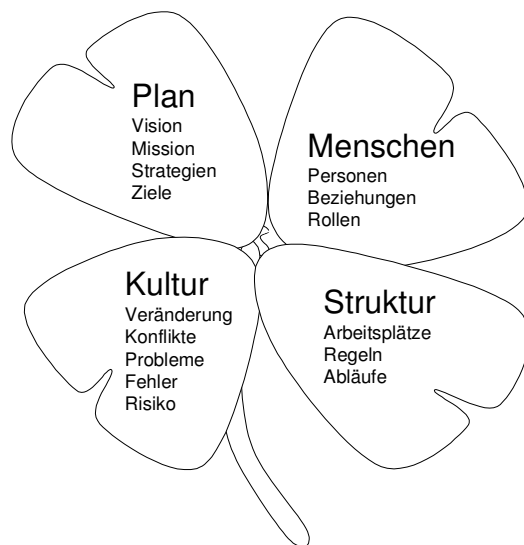 Plan
Vision
Mission
Strategien
Ziele
Menschen
Personen
Beziehungen
Rollen
Kultur
Veränderung
Konflikte
Probleme
Fehler
Risiko
Struktur
Arbeitsplätze
Regeln
Abläufe